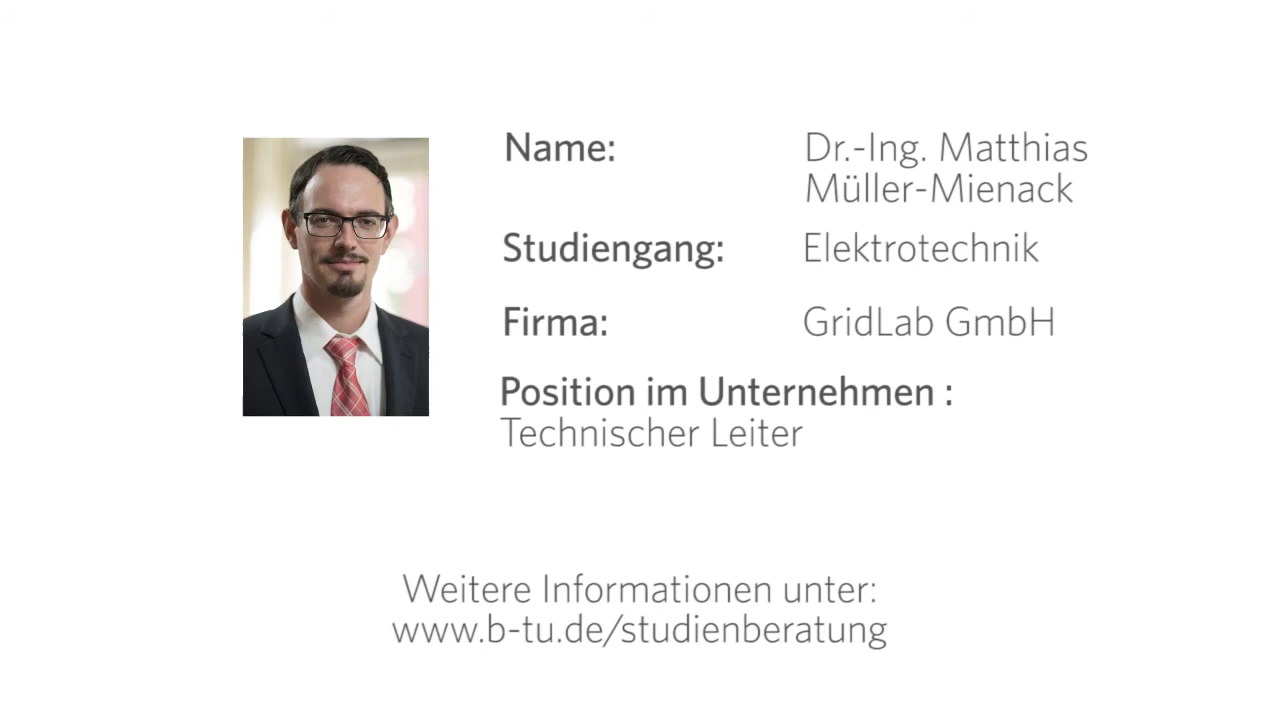 Name: Dr.-Ing. Matthias
Müller-Mienack
Studiengang: Elektrotechnik
Firma: GridLab GmbH
Position im Unternehmen :
Technischer Leiter
Weitere Informationen unter:
www.b-tu.de/studienberatung